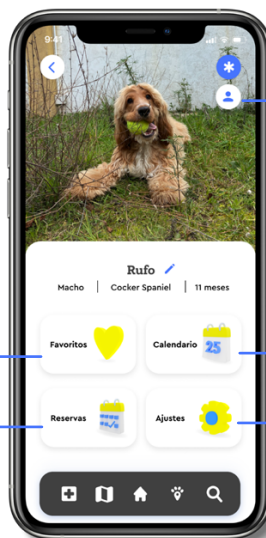 9:41
Rufo
Macho | Cocker Spaniel | 11 meses
Favoritos
Calendario
25
Reservas
Ajustes